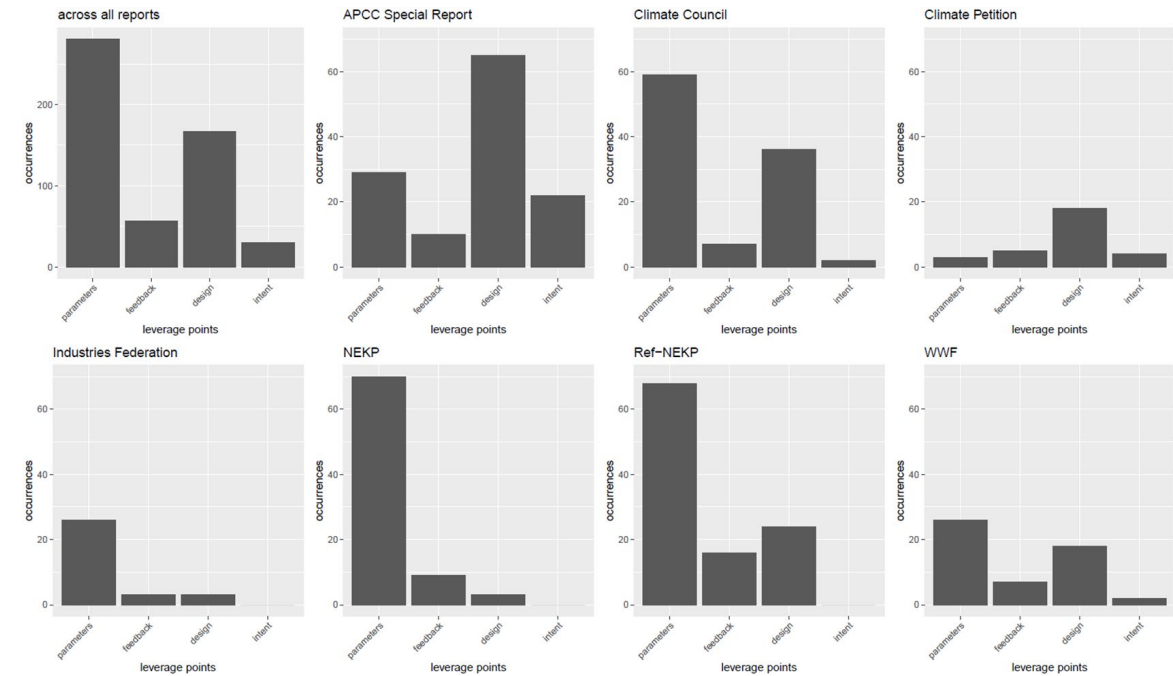 across all reports
occurrences
200
100
0
parameters
feedback
design
intent
leverage points
APCC Special Report
occurrences
60
40
20
0
parameters
feedback
design
intent
leverage points
Climate Council
occurrences
60
40
20
0
parameters
feedback
design
intent
leverage points
Climate Petition
occurrences
60
40
20
0
parameters
feedback
design
intent
leverage points
Industries Federation
occurrences
60
40
20
0
parameters
feedback
design
intent
leverage points
NEKP
occurrences
60
40
20
0
parameters
feedback
design
intent
leverage points
Ref−NEKP
occurrences
60
40
20
0
parameters
feedback
design
intent
leverage points
WWF
occurrences
60
40
20
0
parameters
feedback
design
intent
leverage points